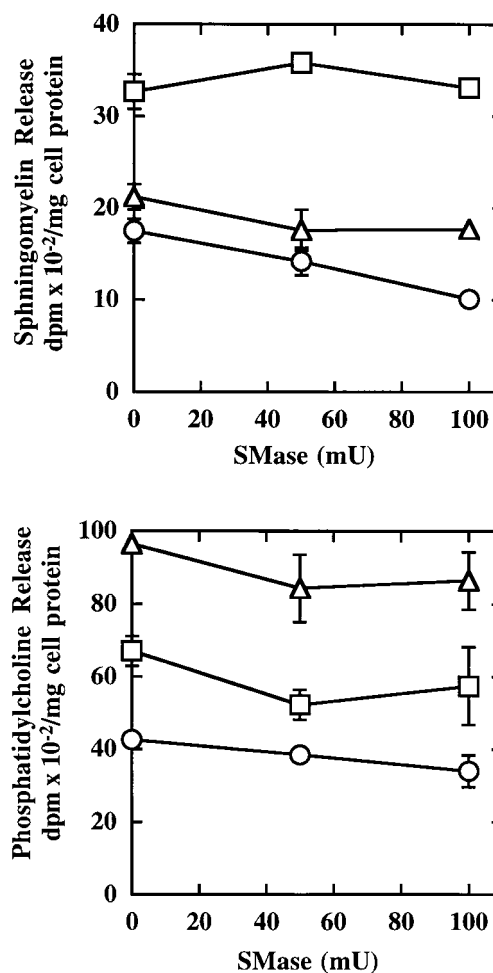 Sphningomyelin Release
dpm x 10-2/mg cell protein
40
30
20
10
0
0 20 40 60 80 100
SMase (mU)
Phosphatidylcholine Release
dpm x 10-2/mg cell protein
100
80
60
40
20
0
0 20 40 60 80 100
SMase (mU)